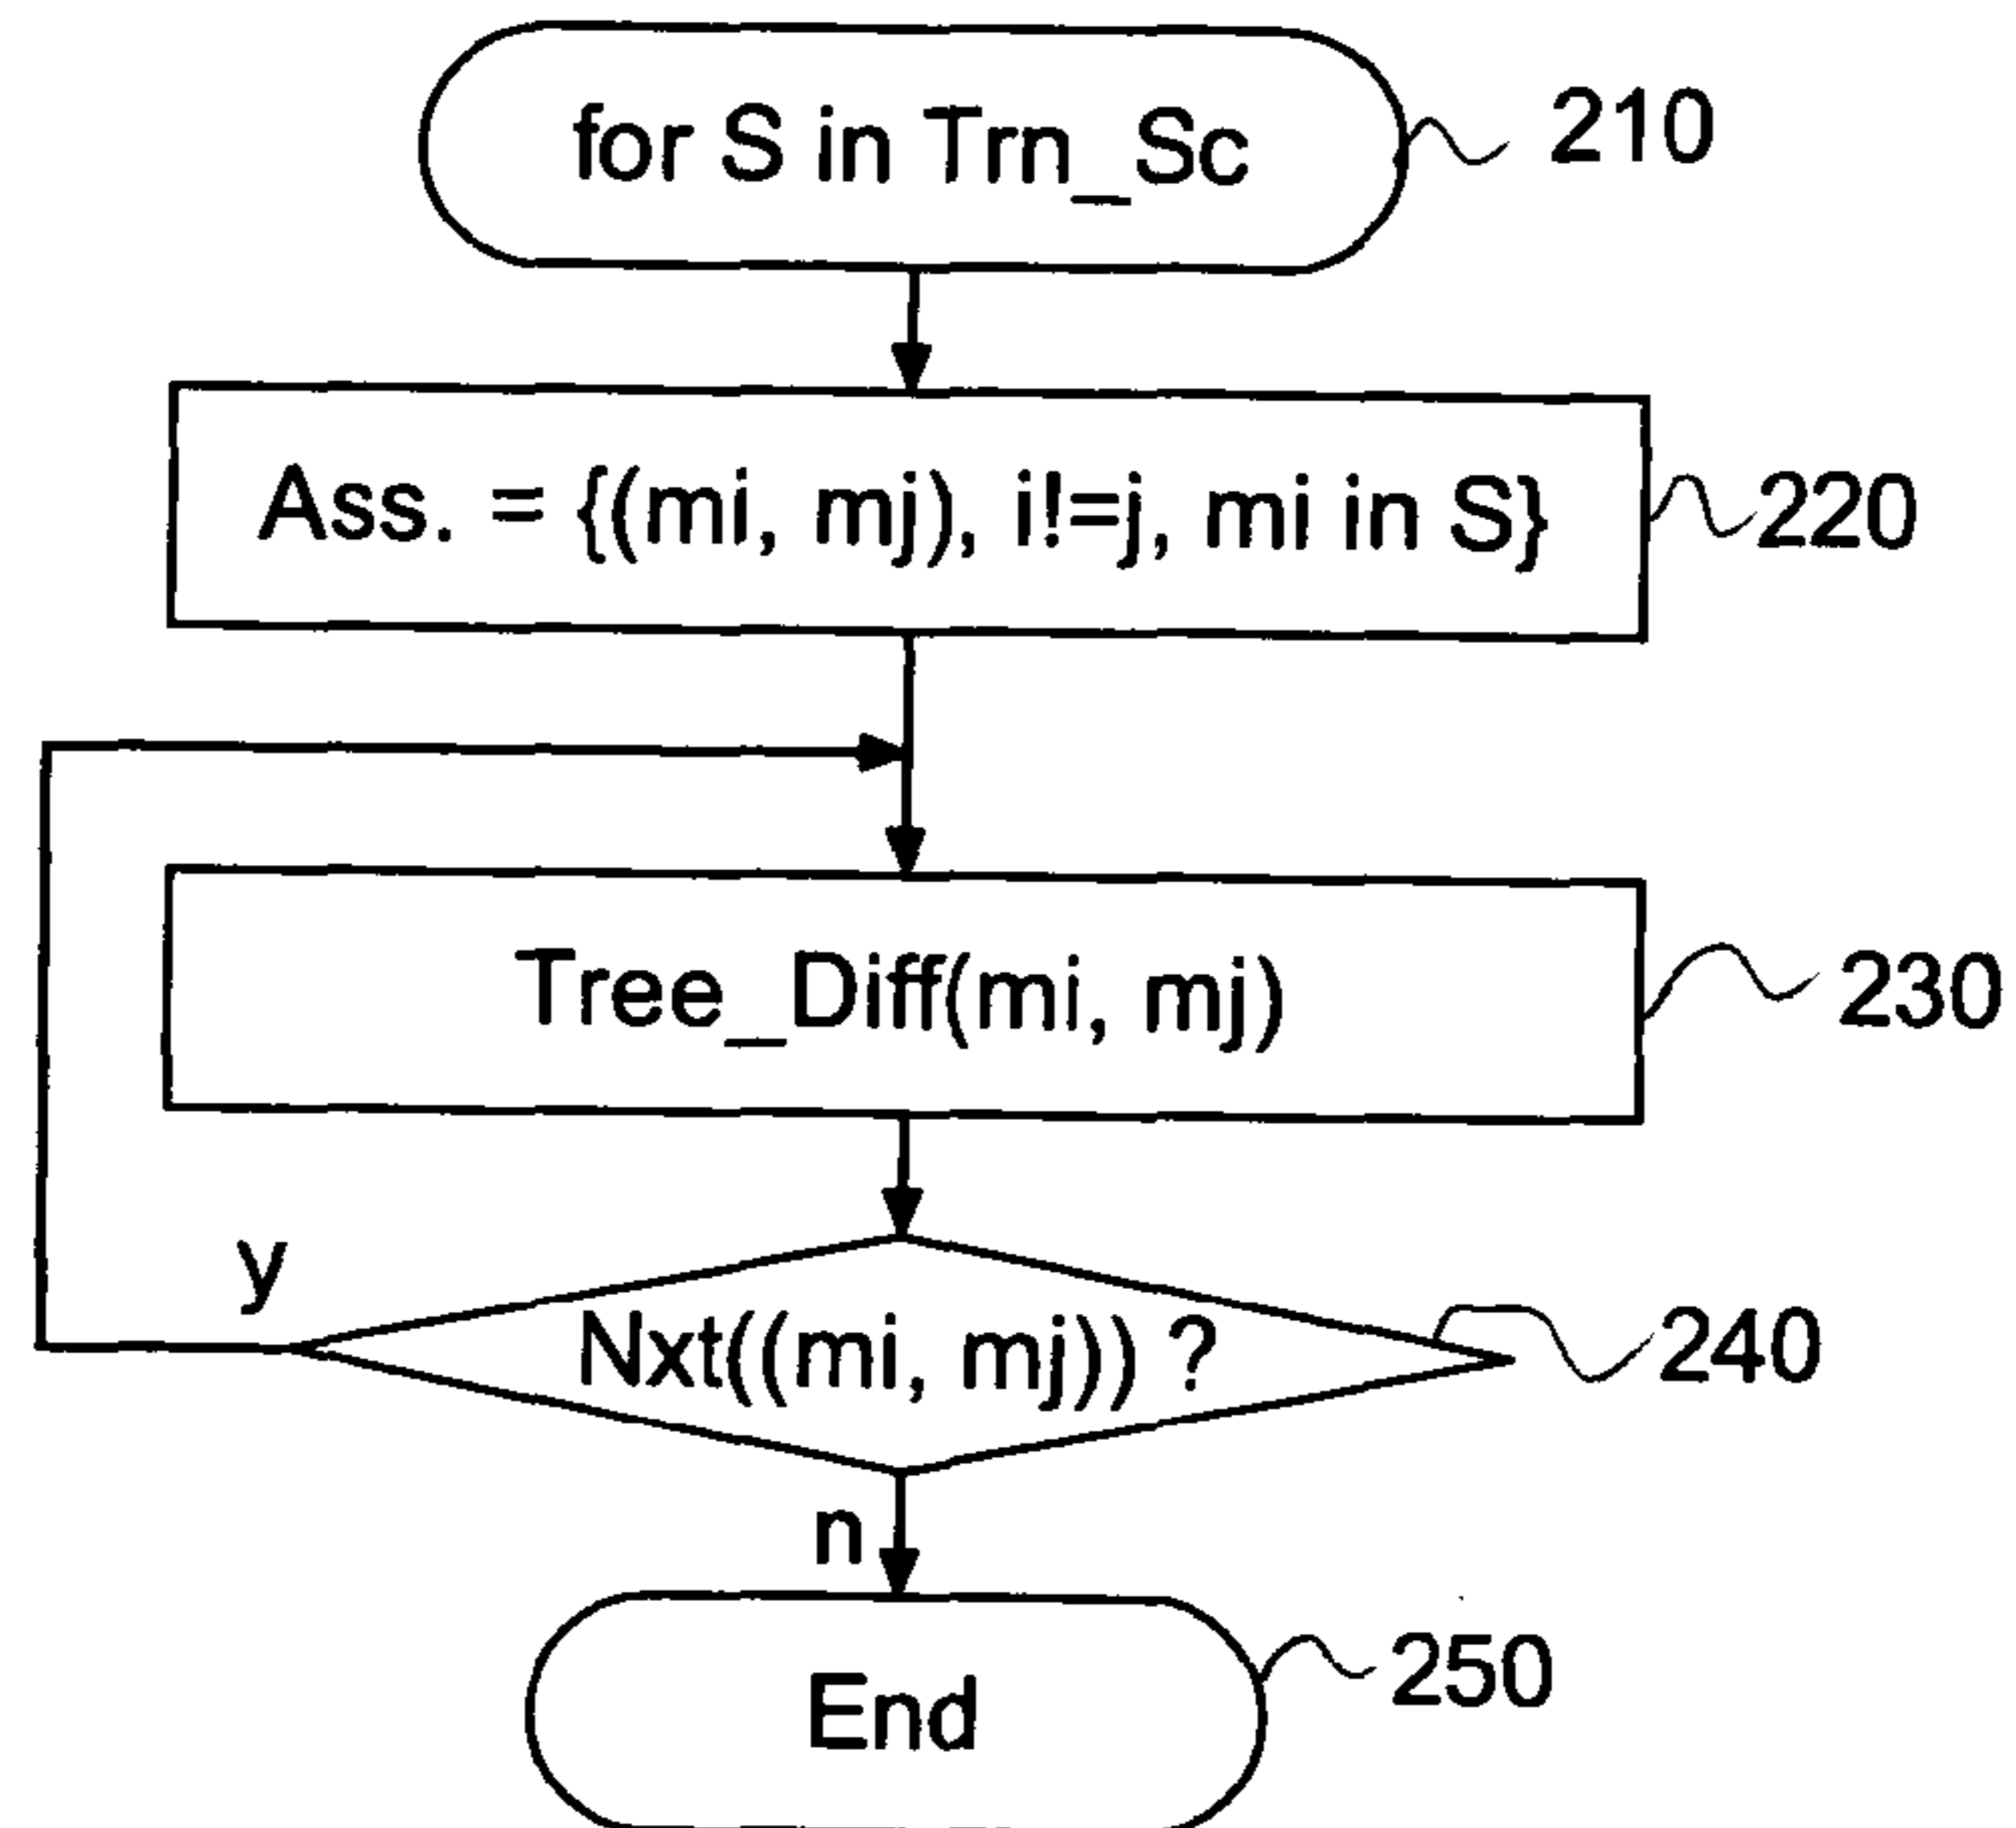 for S in Trn_Sc
210
Ass. = {(mi, mj), i!=j, mi in S}
220
Tree_Diff(mi, mj)
230
y
Nxt((mi, mj)) ?
240
n
End
250